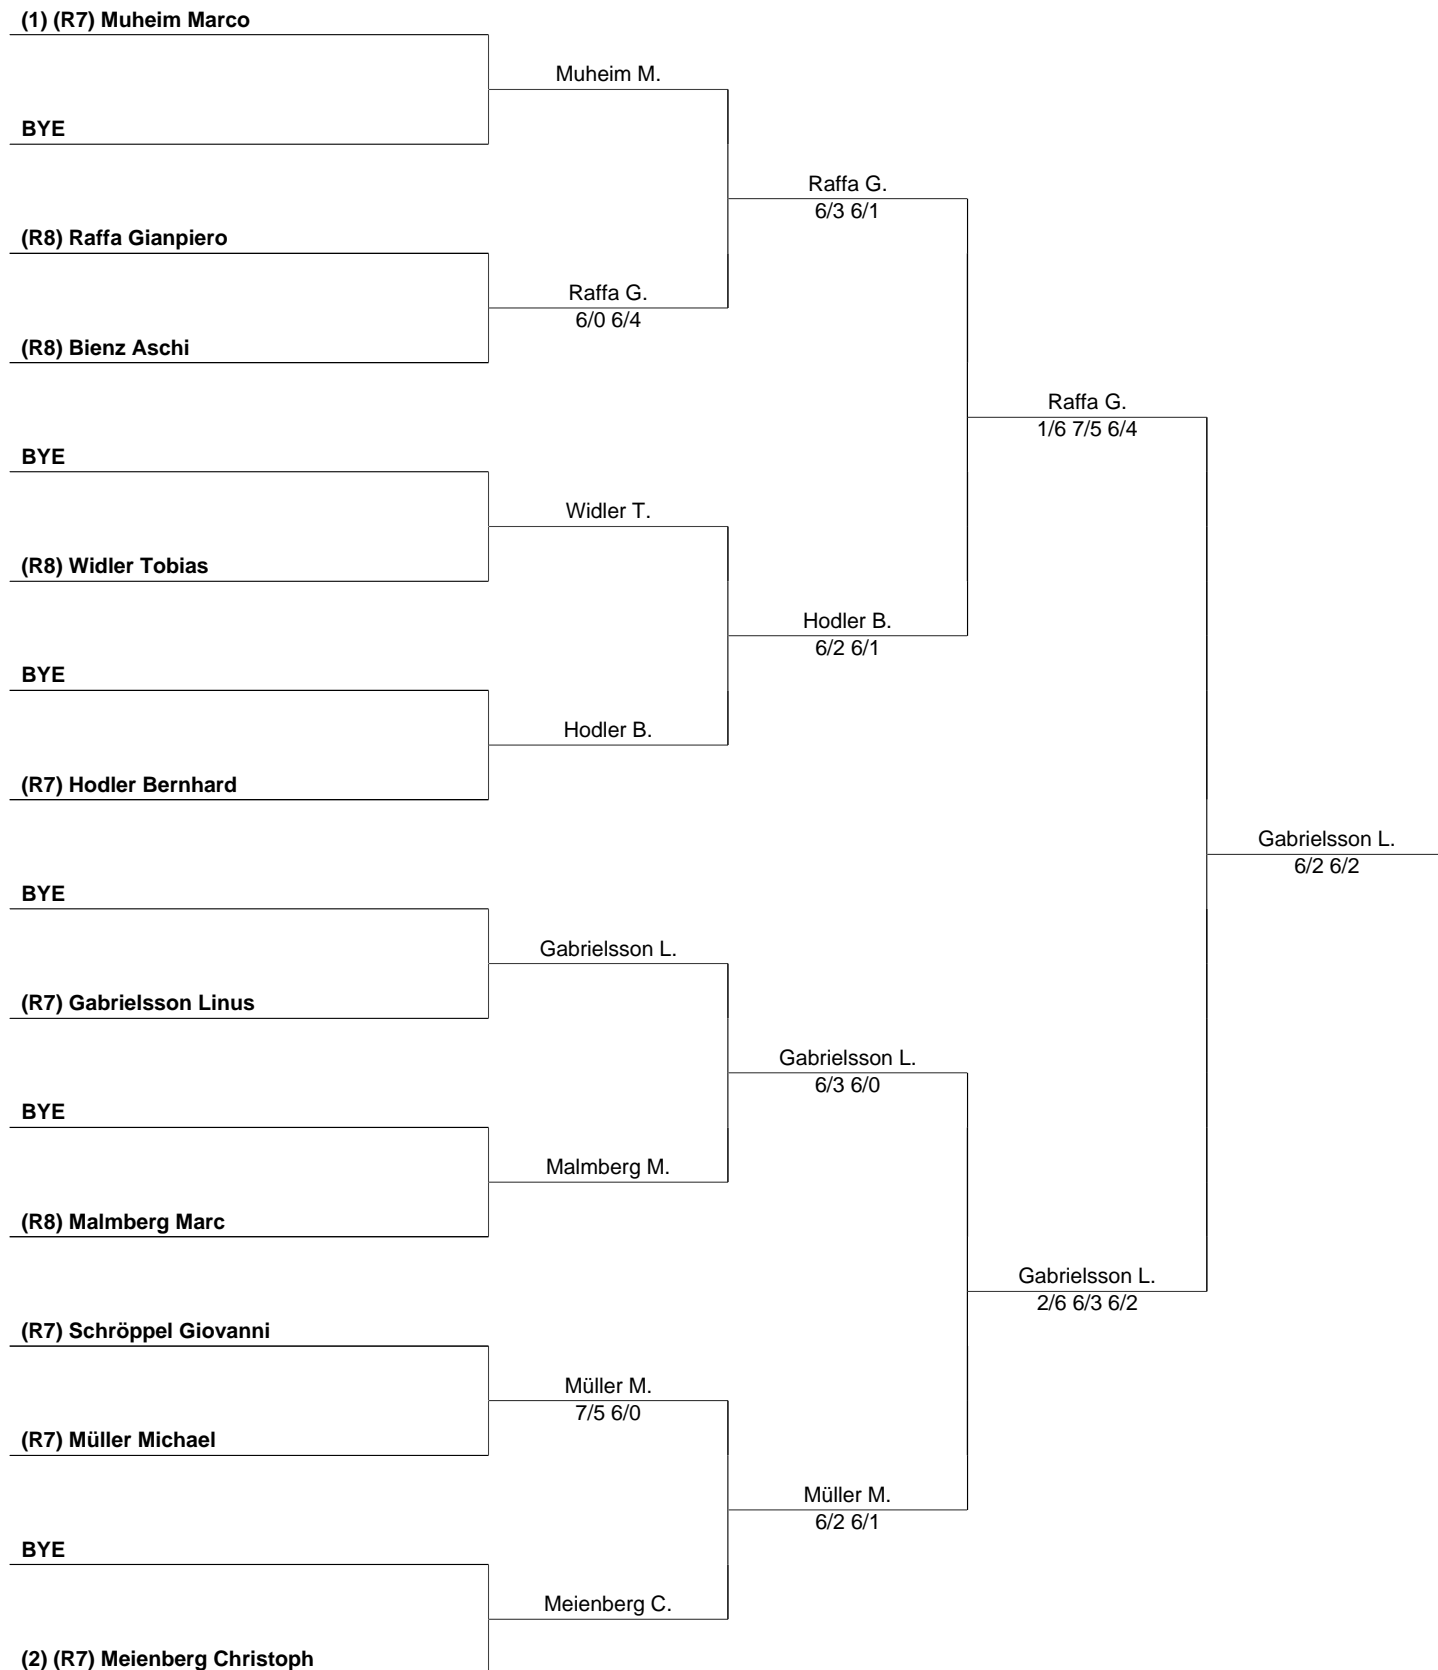 (1) (R7) Muheim Marco
Muheim M.
BYE
Raffa G.
6/3 6/1
(R8) Raffa Gianpiero
Raffa G.
6/0 6/4
(R8) Bienz Aschi
Raffa G.
1/6 7/5 6/4
BYE
Widler T.
(R8) Widler Tobias
Hodler B.
6/2 6/1
BYE
Hodler B.
(R7) Hodler Bernhard
Gabrielsson L.
6/2 6/2
BYE
Gabrielsson L.
(R7) Gabrielsson Linus
Gabrielsson L.
6/3 6/0
BYE
Malmberg M.
(R8) Malmberg Marc
Gabrielsson L.
2/6 6/3 6/2
(R7) Schröppel Giovanni
Müller M.
7/5 6/0
(R7) Müller Michael
Müller M.
6/2 6/1
BYE
Meienberg C.
(2) (R7) Meienberg Christoph